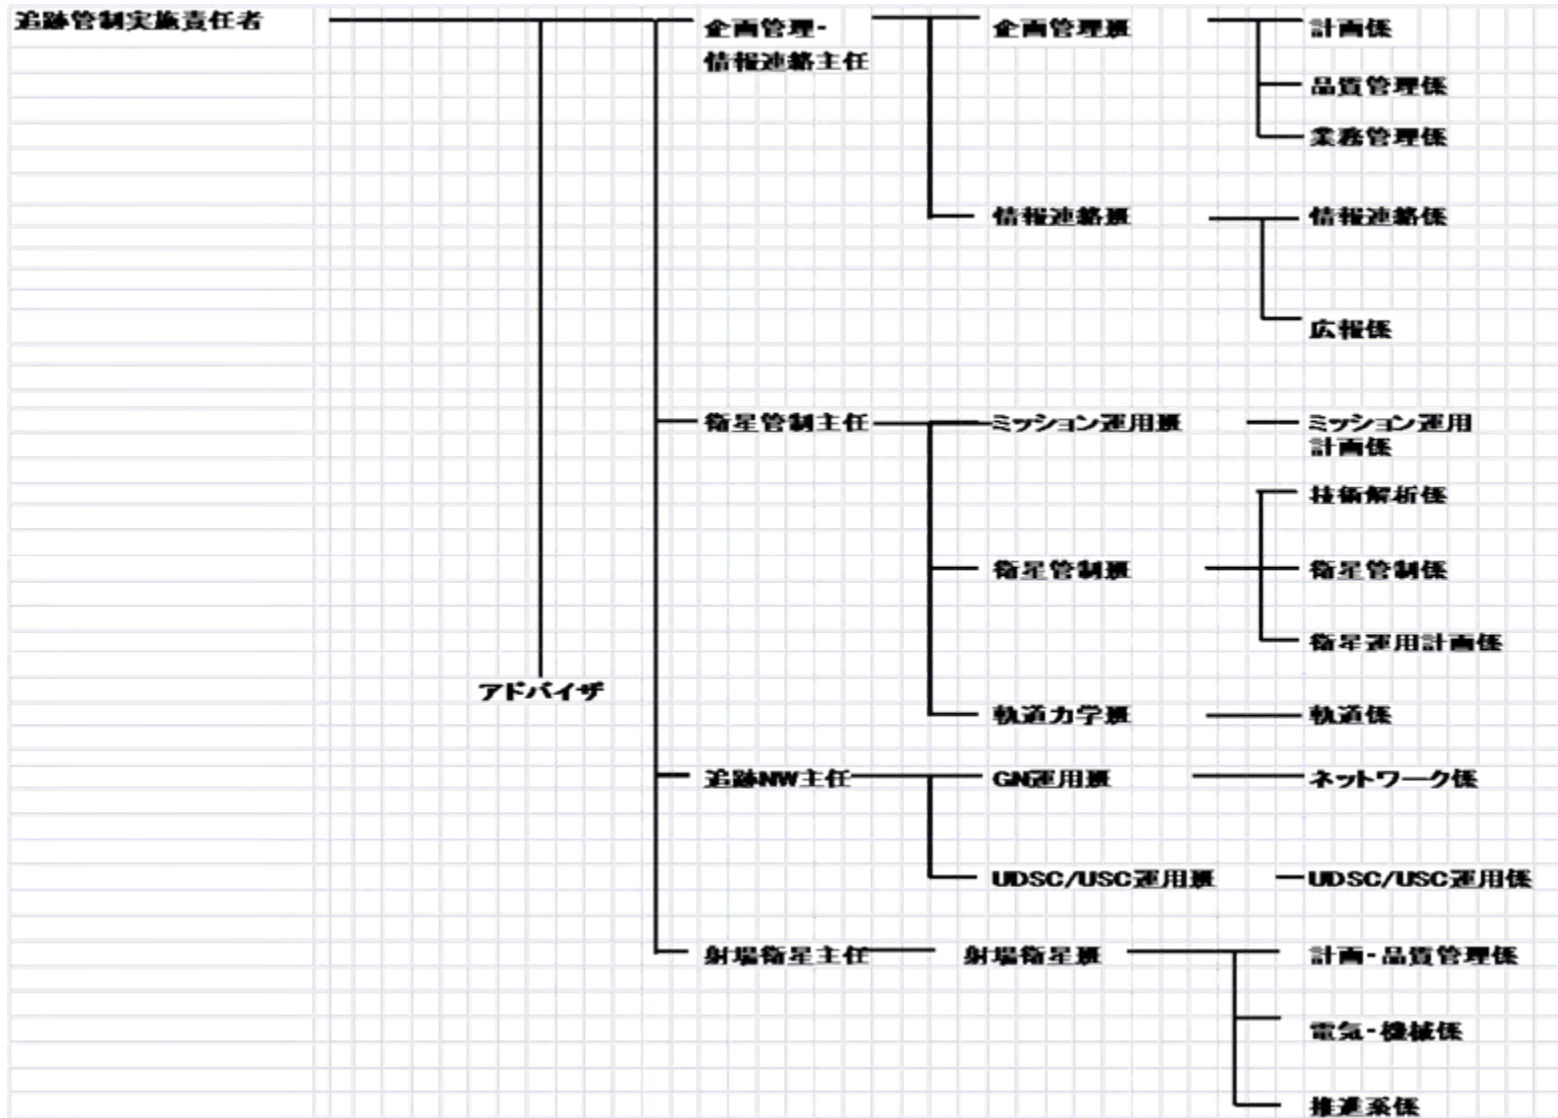 追跡管制実施責任者
企画管理・
情報連絡主任
企画管理班
計画係
品質管理係
業務管理係
情報連絡班
情報連絡係
広報係
衛星管制主任
ミッション運用班
ミッション運用
計画係
技術解析係
衛星管制班
衛星管制係
衛星運用計画係
アドバイザ
軌道力学班
軌道係
追跡NW主任
GN運用班
ネットワーク係
UDSC/USC運用班
UDSC/USC運用係
射場衛星主任
射場衛星班
計画・品質管理係
電気・機械係
推進系係